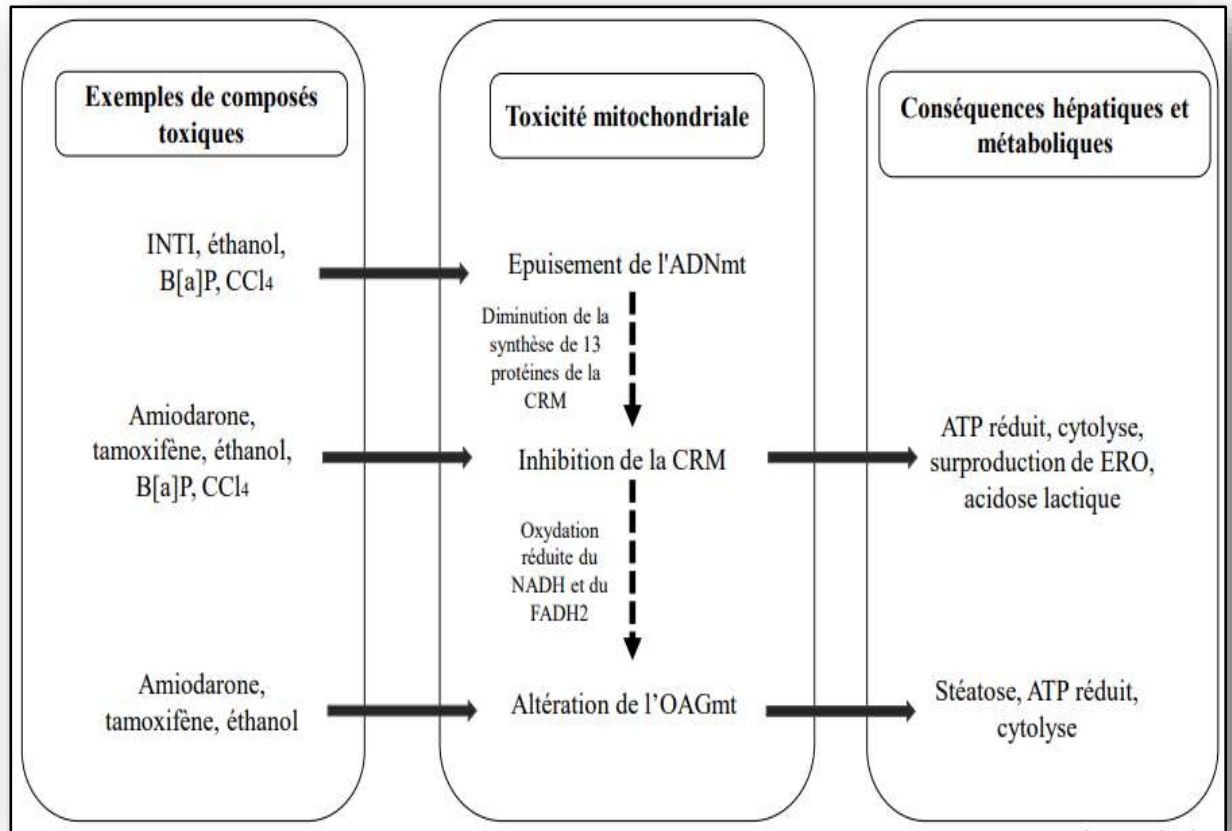 Exemples de composés
toxiques
INTI, éthanol,
B[a]P, CCl4
Amiodarone,
tamoxifène, éthanol,
B[a]P, CCl4
Amiodarone,
tamoxifène, éthanol
Toxicité mitochondriale
Epuisement de l'ADNmt
Diminution de la
synthèse de 13
protéines de la
CRM
Inhibition de la CRM
Oxydation
réduite du
NADH et du
FADH2
Altération de l’OAGmt
Conséquences hépatiques et
métaboliques
ATP réduit, cytolyse,
surproduction de ERO,
acidose lactique
Stéatose, ATP réduit,
cytolyse